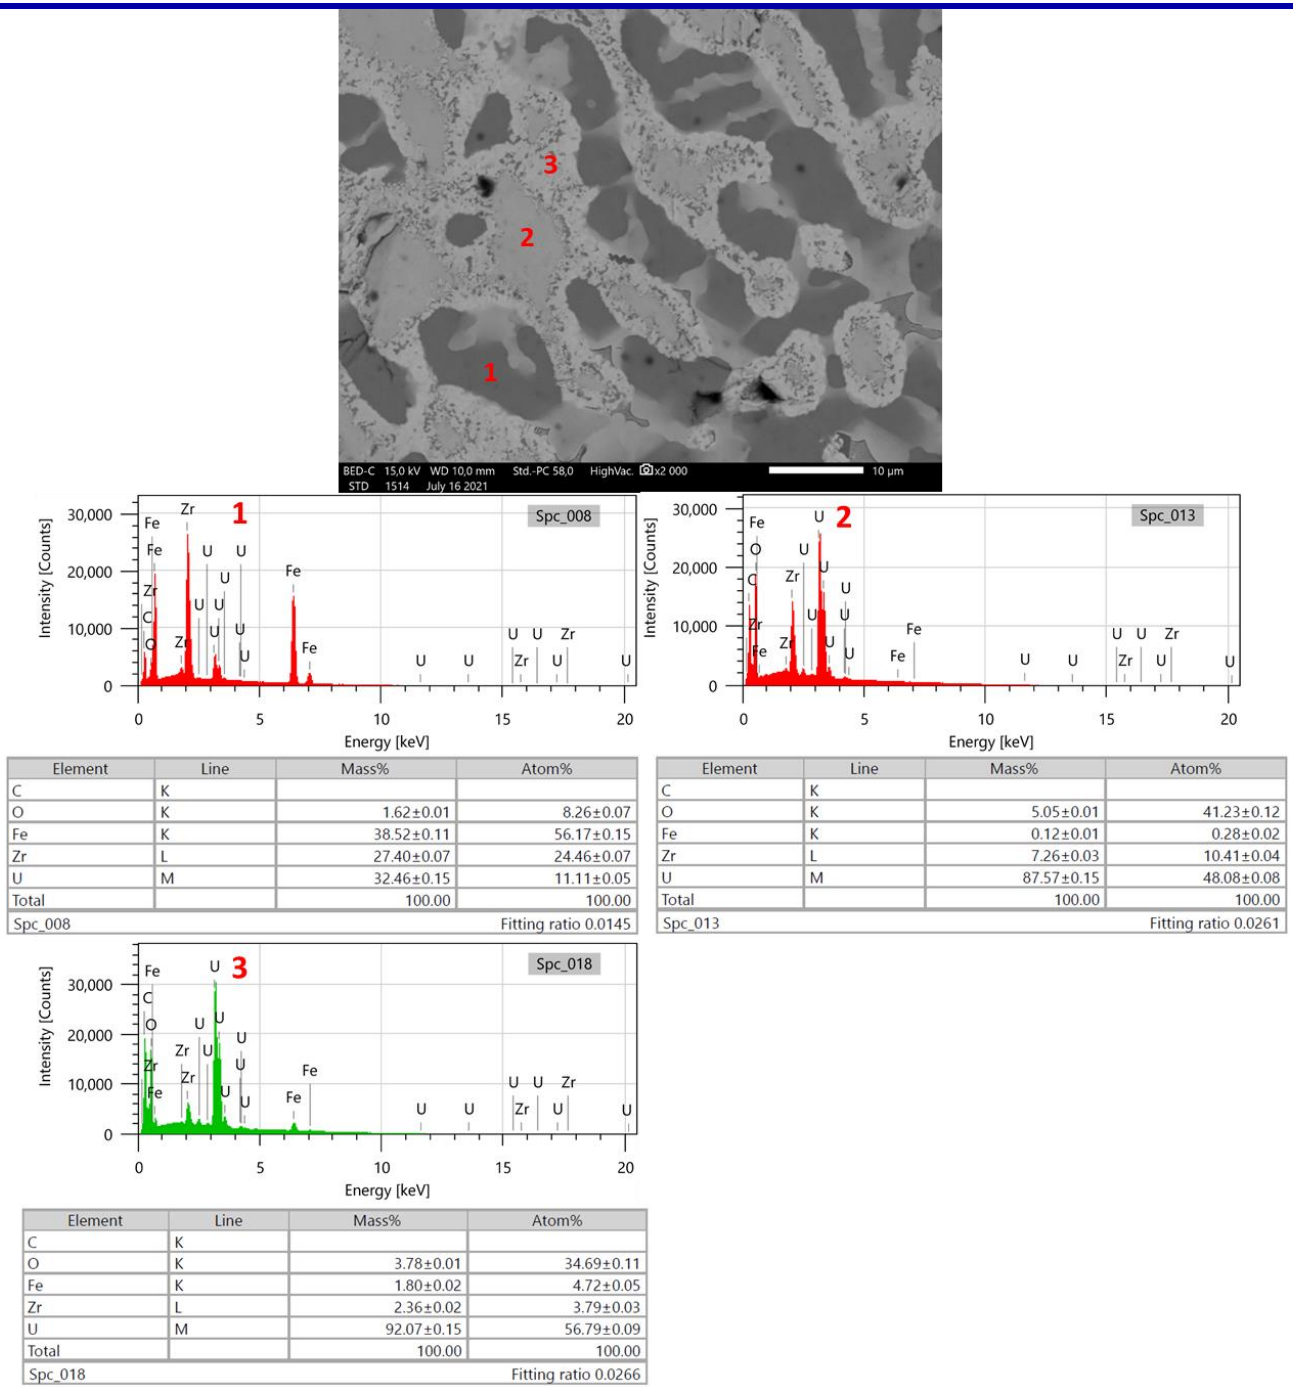 3
2
1
BED-C 15,0 kV WD 10,0 mm Std.-PC 58,0 HighVac. x2 000 10 µm
STD 1514 July 16 2021
1
Spc_008
Intensity [Counts]
30,000
20,000
10,000
0
Fe
Fe
Zr
C
O
Zr
Zr
U
U
U
U
U
U
U
U
Fe
Fe
U
U
U
Zr
U
U
Zr
U
0 5 10 15 20
Energy [keV]
Element Line Mass% Atom%
C K
O K 1.62±0.01 8.26±0.07
Fe K 38.52±0.11 56.17±0.15
Zr L 27.40±0.07 24.46±0.07
U M 32.46±0.15 11.11±0.05
Total 100.00 100.00
Spc_008 Fitting ratio 0.0145
2
Spc_013
Intensity [Counts]
30,000
20,000
10,000
0
Fe
O
C
Zr
Fe
Zr
Zr
U
U
U
U
U
U
U
U
Fe
Fe
U
U
U
Zr
U
U
Zr
U
0 5 10 15 20
Energy [keV]
Element Line Mass% Atom%
C K
O K 5.05±0.01 41.23±0.12
Fe K 0.12±0.01 0.28±0.02
Zr L 7.26±0.03 10.41±0.04
U M 87.57±0.15 48.08±0.08
Total 100.00 100.00
Spc_013 Fitting ratio 0.0261
3
Spc_018
Intensity [Counts]
30,000
20,000
10,000
0
Fe
C
O
Zr
Fe
Zr
Zr
U
U
U
U
U
U
U
U
Fe
Fe
U
U
U
Zr
U
U
Zr
U
0 5 10 15 20
Energy [keV]
Element Line Mass% Atom%
C K
O K 3.78±0.01 34.69±0.11
Fe K 1.80±0.02 4.72±0.05
Zr L 2.36±0.02 3.79±0.03
U M 92.07±0.15 56.79±0.09
Total 100.00 100.00
Spc_018 Fitting ratio 0.0266